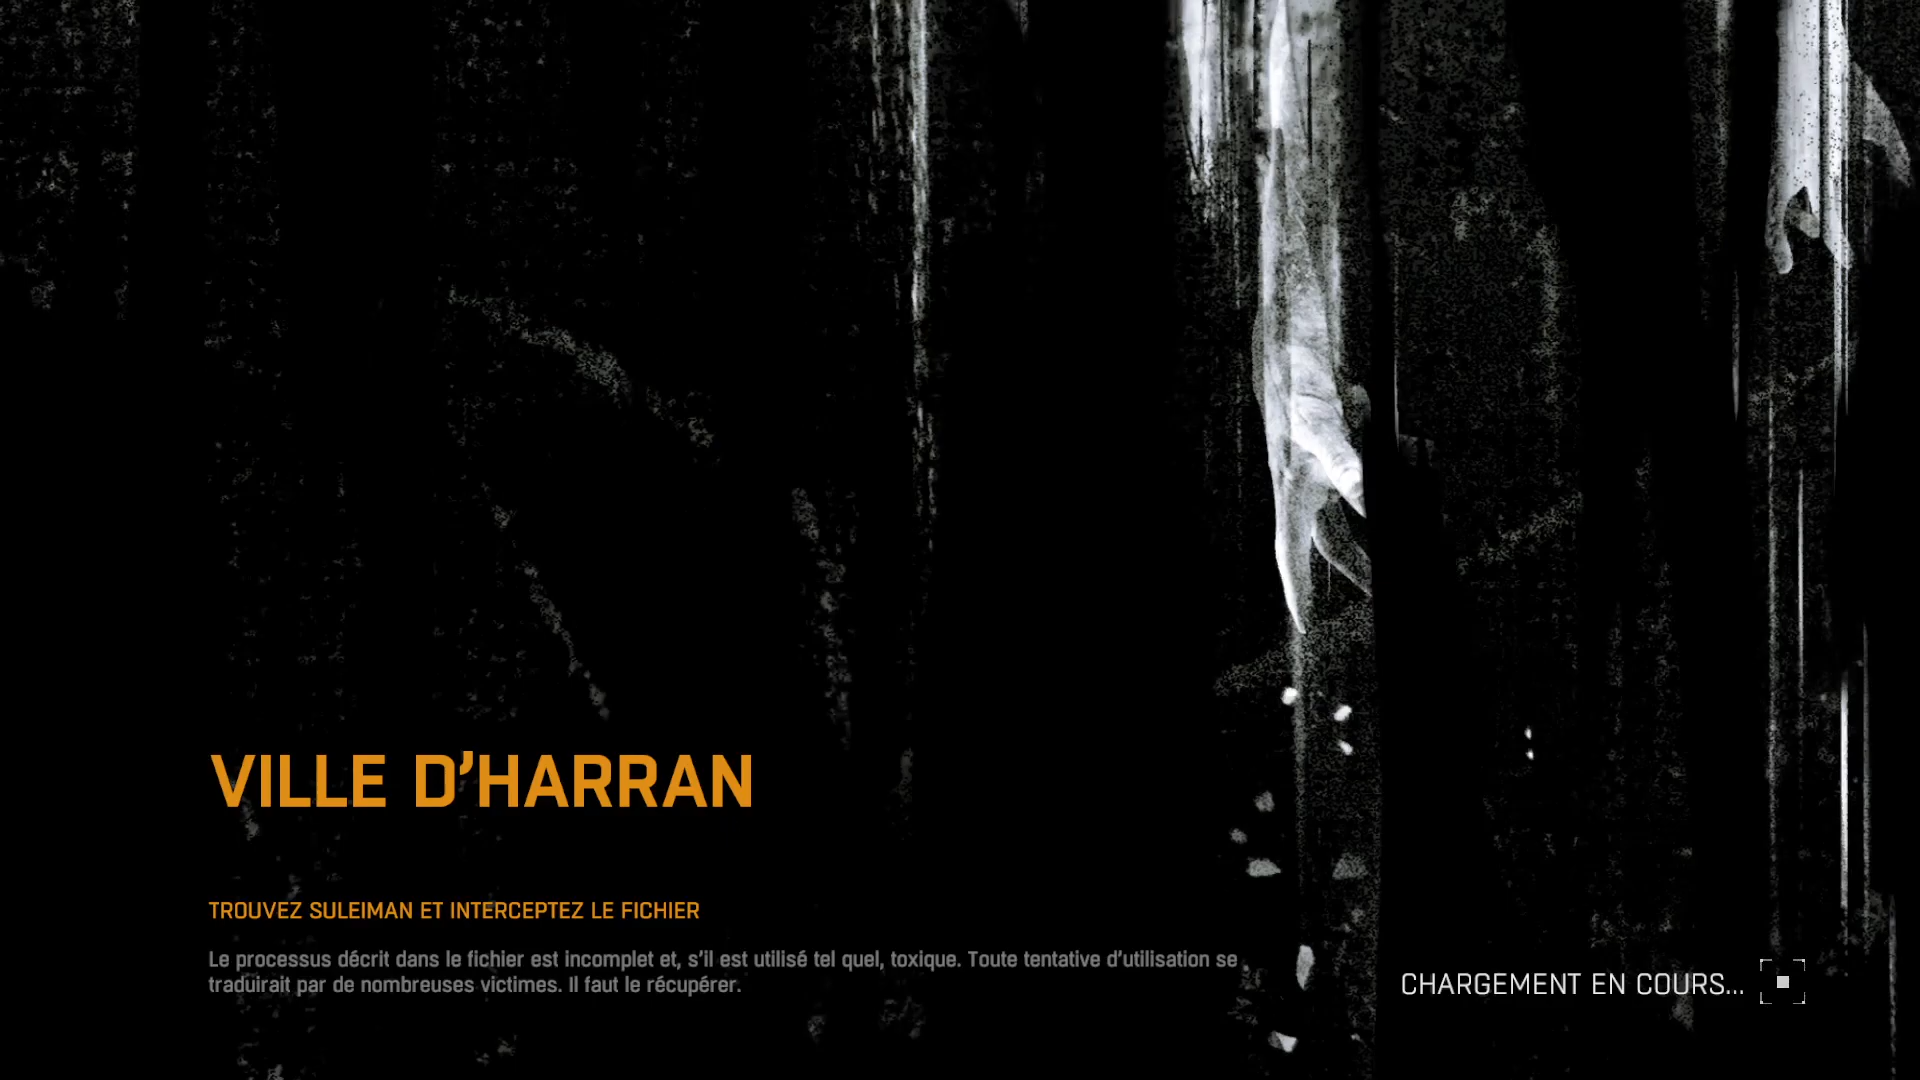 VILLE D’HARRAN
TROUVEZ SULEIMAN ET INTERCEPTEZ LE FICHIER
Le processus décrit dans le fichier est incomplet et, s’il est utilisé tel quel, toxique. Toute tentative d’utilisation se
traduirait par de nombreuses victimes. Il faut le récupérer.
CHARGEMENT EN COURS...